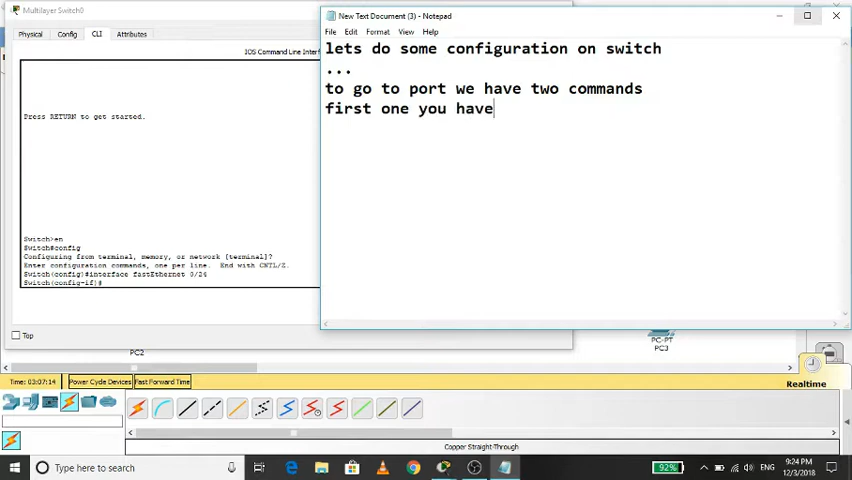 Multilayer Switch0
Physical Config CLI Attributes
IOS Command Line Interf
Press RETURN to get started.
Switch>en
Switch#config
Configuring from terminal, memory, or network [terminal]?
Enter configuration commands, one per line. End with CNTL/Z.
Switch(config)#interface fastEthernet 0/24
Switch(config-if)#
Top
New Text Document (3) - Notepad
File Edit Format View Help
lets do some configuration on switch
...
to go to port we have two commands
first one you have
PC2
PC-PT
PC3
Time: 03:07:14 Power Cycle Devices Fast Forward Time
Realtime
Copper Straight-Through
Type here to search
92%
ENG
9:24 PM
12/3/2018